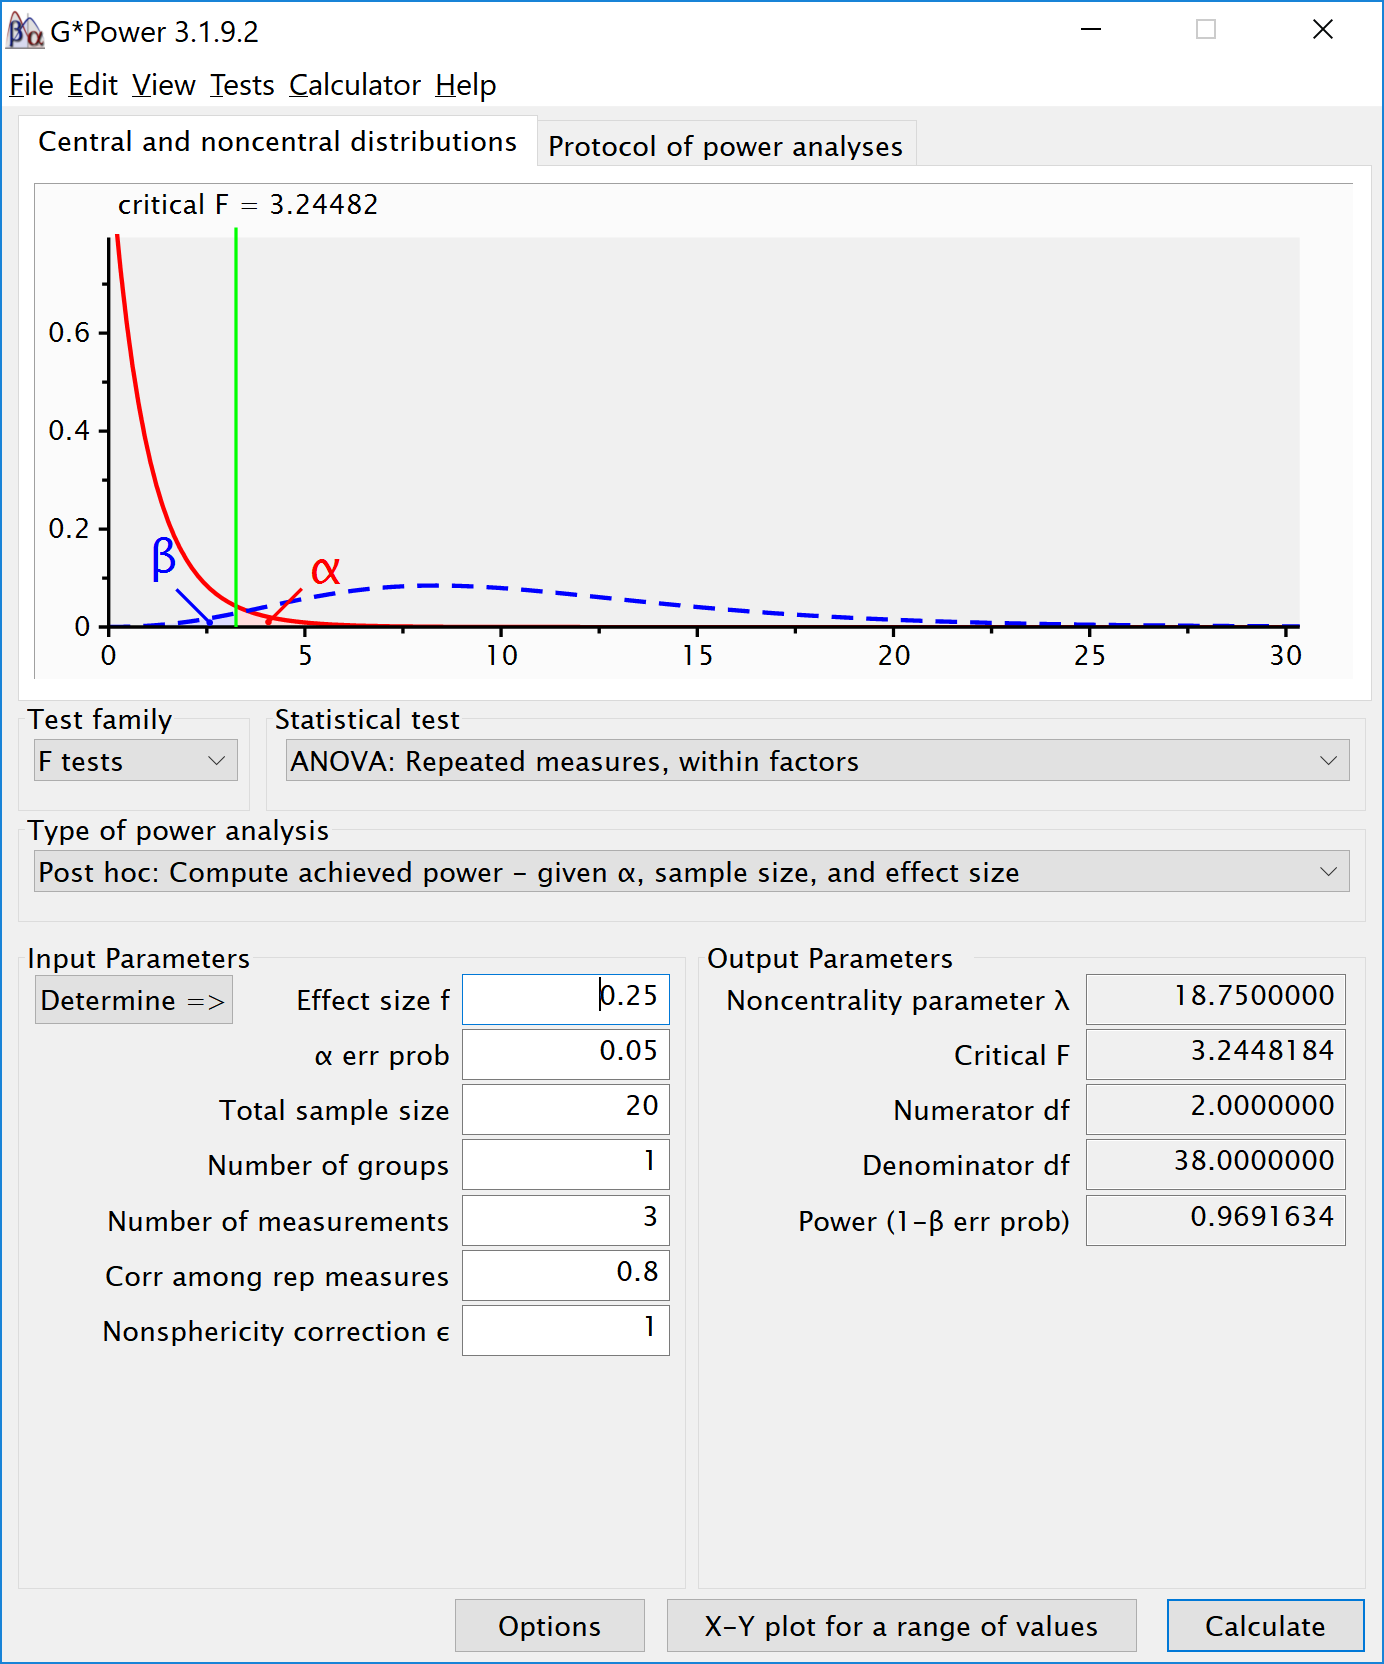 G*Power 3.1.9.2
File Edit View Tests Calculator Help
Central and noncentral distributions
Protocol of power analyses
critical F = 3.24482
0.6
0.4
0.2
0
β
α
0 5 10 15 20 25 30
Test family
Statistical test
F tests
ANOVA: Repeated measures, within factors
Type of power analysis
Post hoc: Compute achieved power – given α, sample size, and effect size
Input Parameters
Output Parameters
Determine =>
Effect size f 0.25
Noncentrality parameter λ 18.7500000
α err prob 0.05
Critical F 3.2448184
Total sample size 20
Numerator df 2.0000000
Number of groups 1
Denominator df 38.0000000
Number of measurements 3
Power (1–β err prob) 0.9691634
Corr among rep measures 0.8
Nonsphericity correction ϵ 1
Options
X–Y plot for a range of values
Calculate